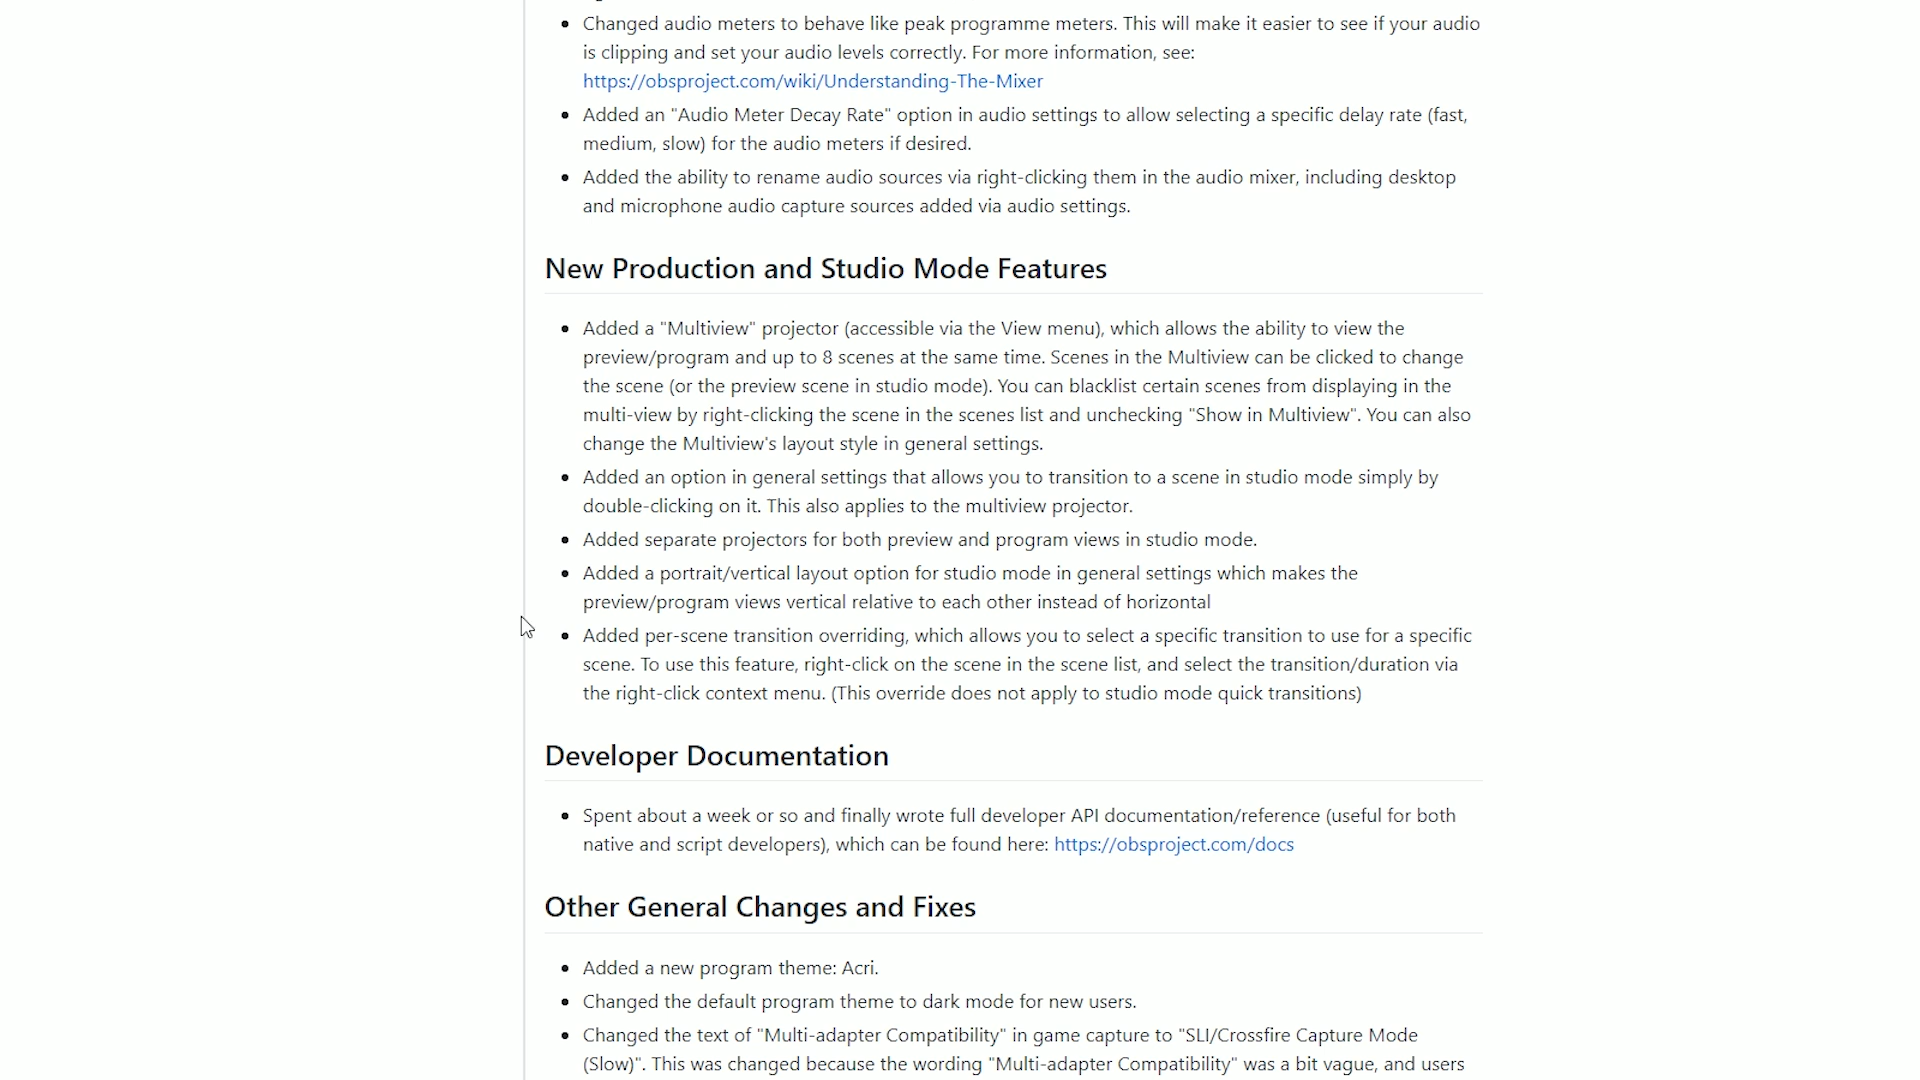 Changed audio meters to behave like peak programme meters. This will make it easier to see if your audio
is clipping and set your audio levels correctly. For more information, see:
https://obsproject.com/wiki/Understanding-The-Mixer
Added an "Audio Meter Decay Rate" option in audio settings to allow selecting a specific delay rate (fast,
medium, slow) for the audio meters if desired.
Added the ability to rename audio sources via right-clicking them in the audio mixer, including desktop
and microphone audio capture sources added via audio settings.
New Production and Studio Mode Features
Added a "Multiview" projector (accessible via the View menu), which allows the ability to view the
preview/program and up to 8 scenes at the same time. Scenes in the Multiview can be clicked to change
the scene (or the preview scene in studio mode). You can blacklist certain scenes from displaying in the
multi-view by right-clicking the scene in the scenes list and unchecking "Show in Multiview". You can also
change the Multiview's layout style in general settings.
Added an option in general settings that allows you to transition to a scene in studio mode simply by
double-clicking on it. This also applies to the multiview projector.
Added separate projectors for both preview and program views in studio mode.
Added a portrait/vertical layout option for studio mode in general settings which makes the
preview/program views vertical relative to each other instead of horizontal
Added per-scene transition overriding, which allows you to select a specific transition to use for a specific
scene. To use this feature, right-click on the scene in the scene list, and select the transition/duration via
the right-click context menu. (This override does not apply to studio mode quick transitions)
Developer Documentation
Spent about a week or so and finally wrote full developer API documentation/reference (useful for both
native and script developers), which can be found here: https://obsproject.com/docs
Other General Changes and Fixes
Added a new program theme: Acri.
Changed the default program theme to dark mode for new users.
Changed the text of "Multi-adapter Compatibility" in game capture to "SLI/Crossfire Capture Mode
(Slow)". This was changed because the wording "Multi-adapter Compatibility" was a bit vague, and users